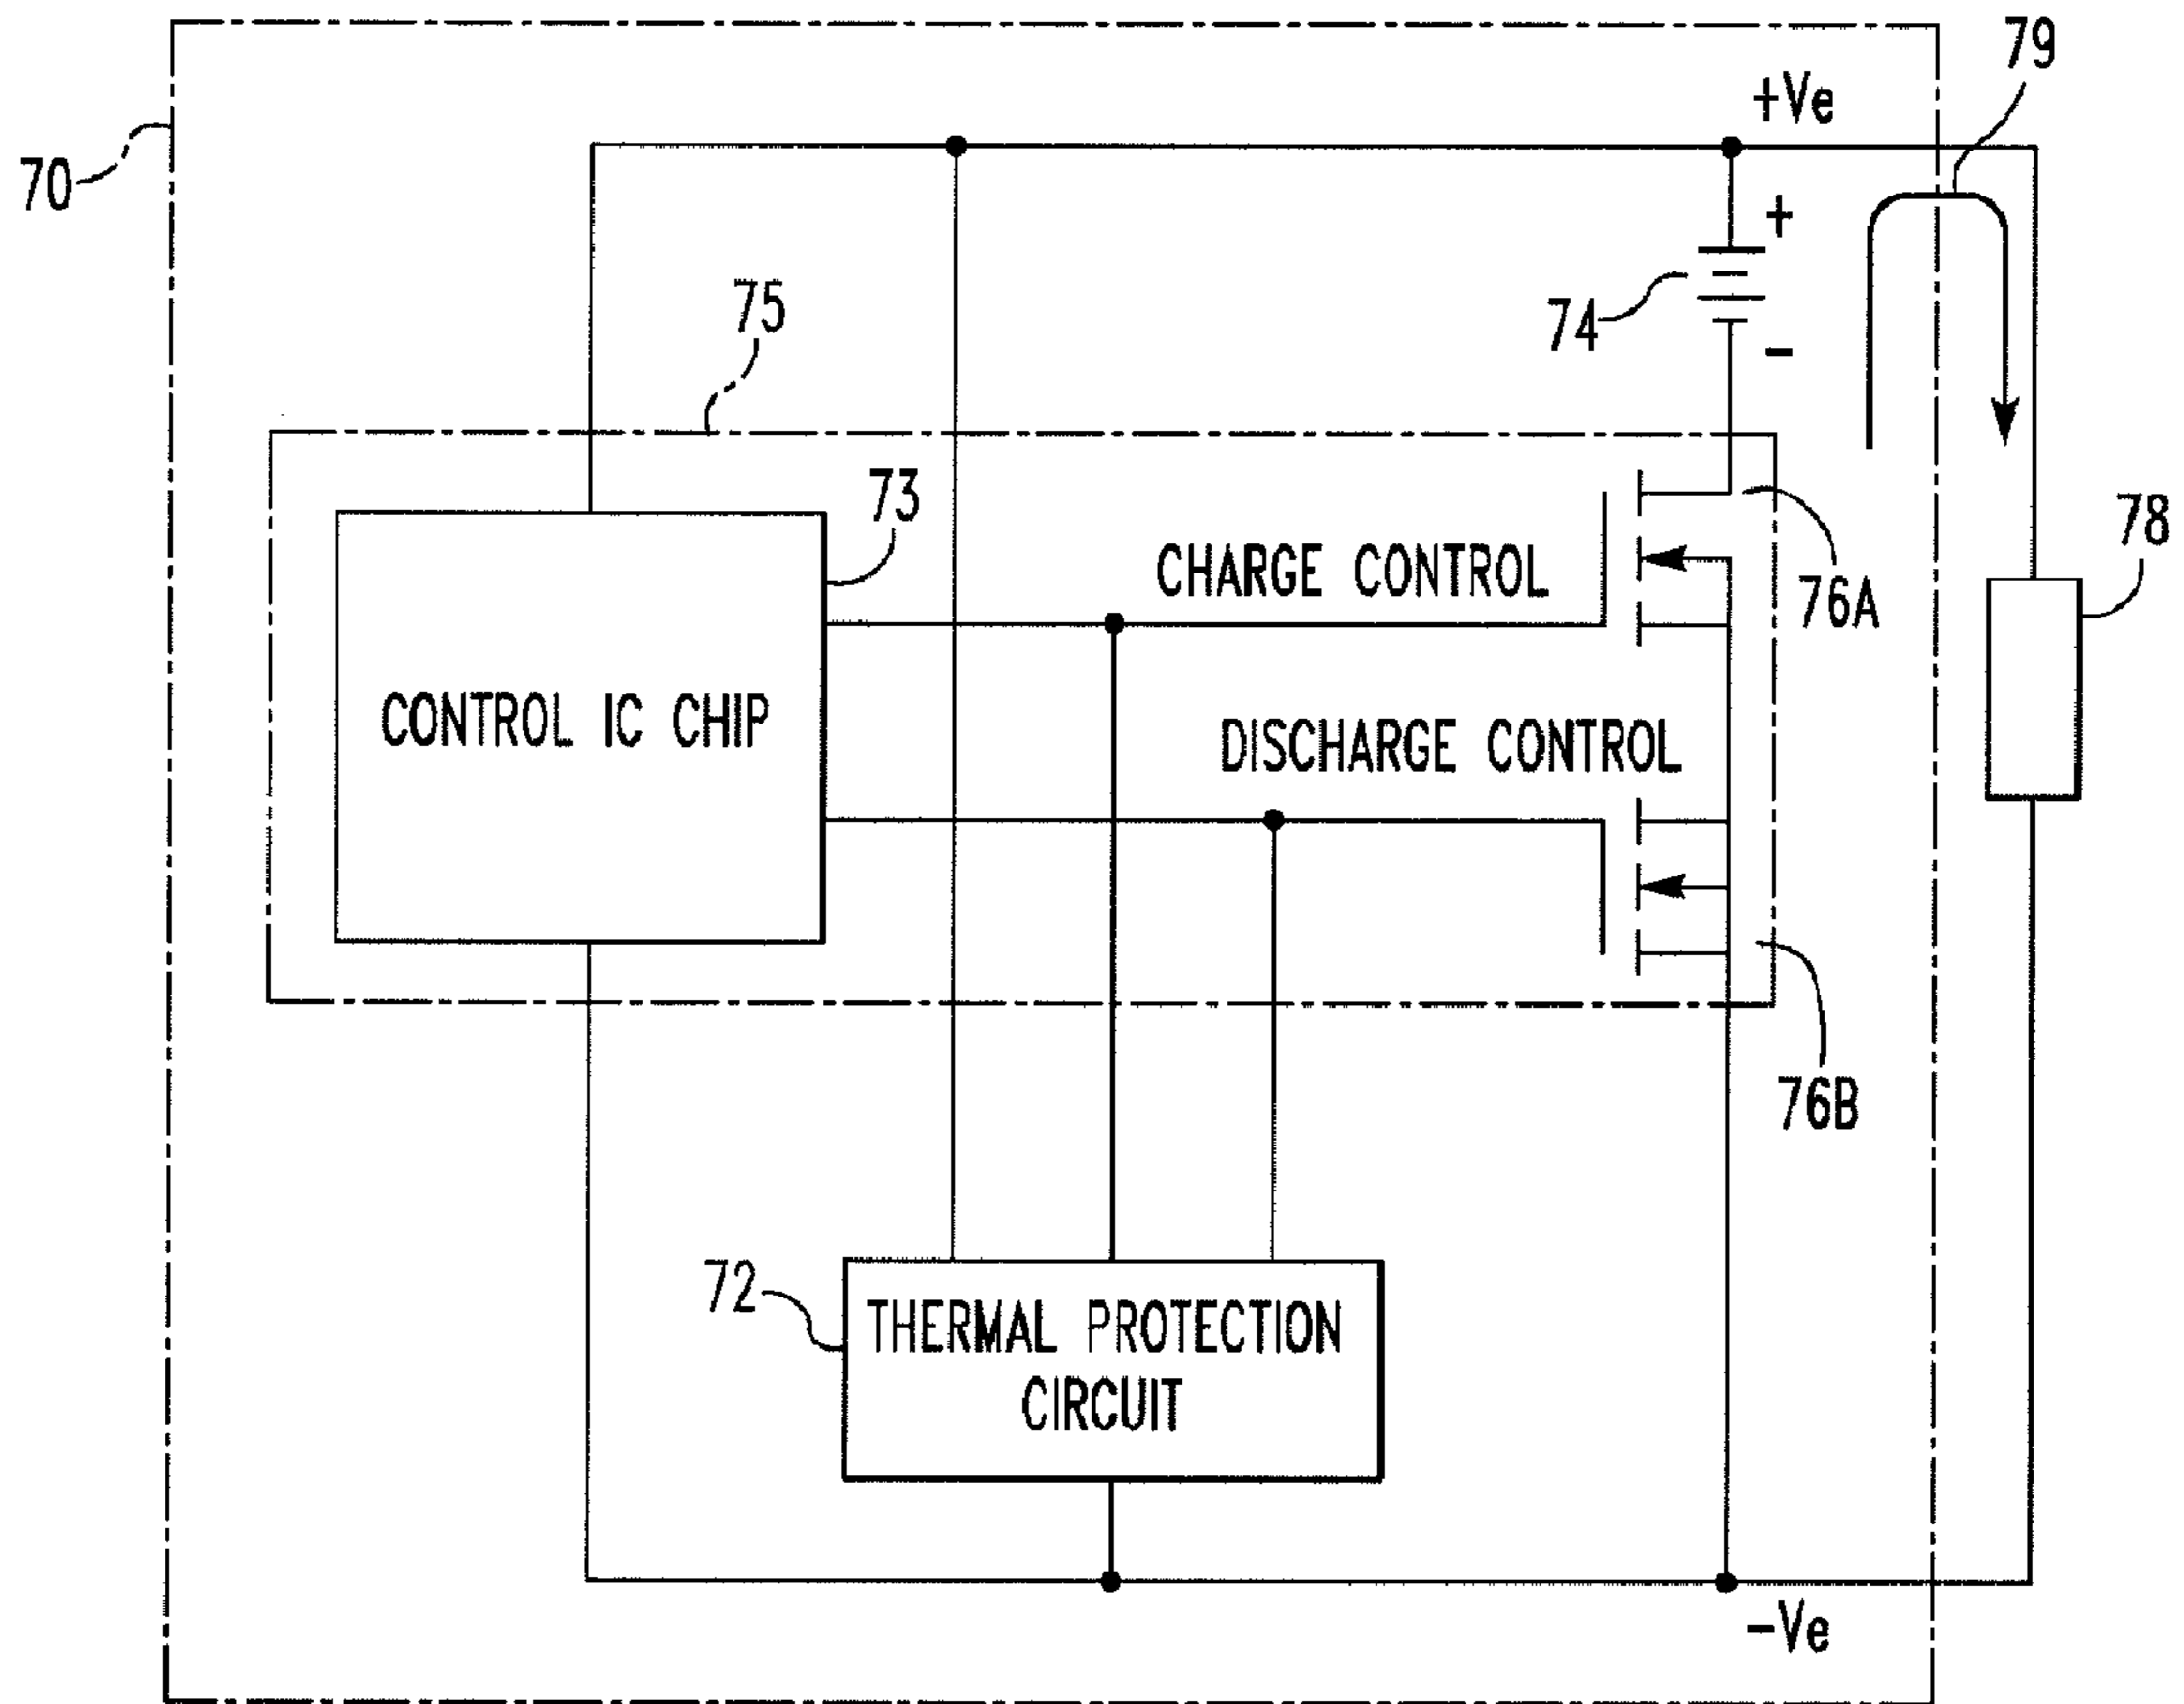 79
+Ve
70
+
75
74
-
73
78
CHARGE CONTROL
76A
CONTROL IC CHIP
DISCHARGE CONTROL
76B
72
THERMAL PROTECTION
CIRCUIT
-Ve